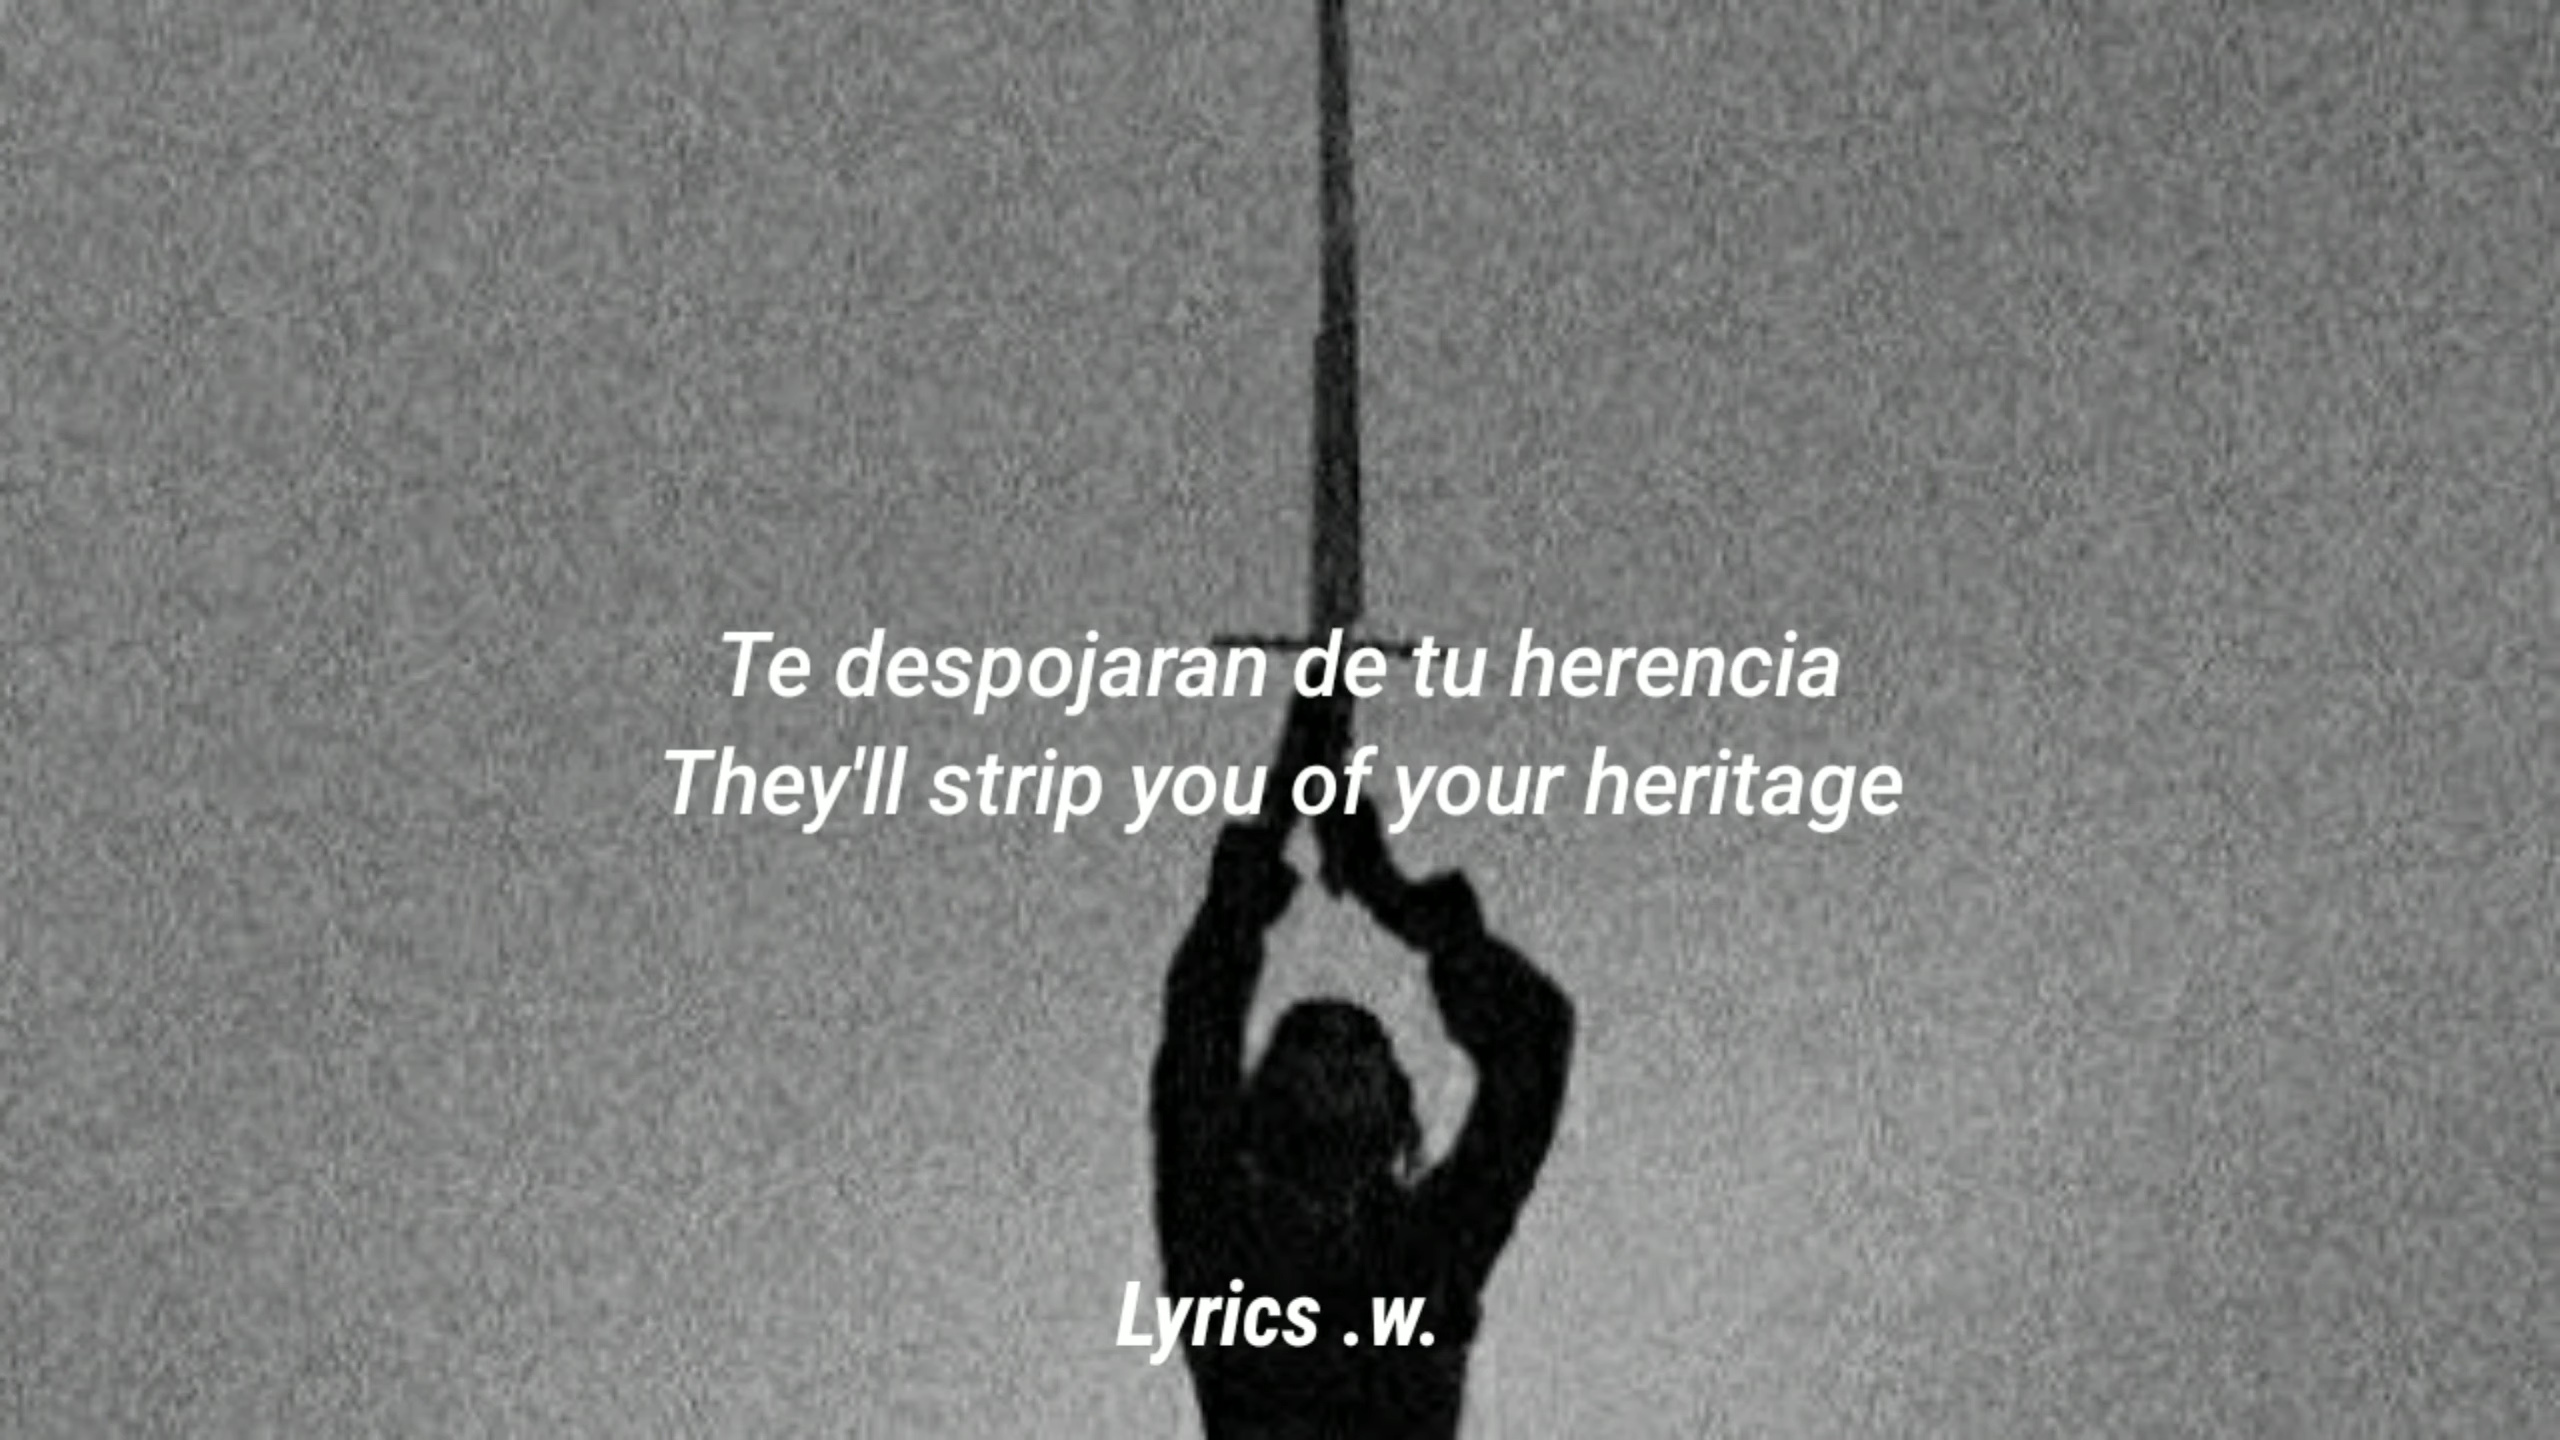 Te despojaran de tu herencia
They'll strip you of your heritage
Lyrics .w.